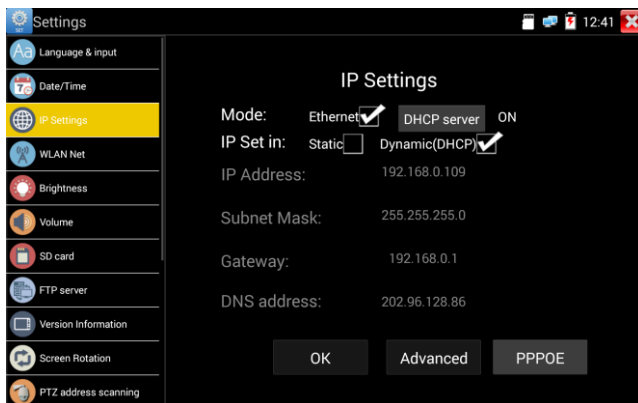 Settings
12:41
Language & input
Date/Time
IP Settings
WLAN Net
Brightness
Volume
SD card
FTP server
Version Information
Screen Rotation
PTZ address scanning
IP Settings
Mode: Ethernet DHCP server ON
IP Set in: Static Dynamic(DHCP)
IP Address: 192.168.0.109
Subnet Mask: 255.255.255.0
Gateway: 192.168.0.1
DNS address: 202.96.128.86
OK Advanced PPPOE